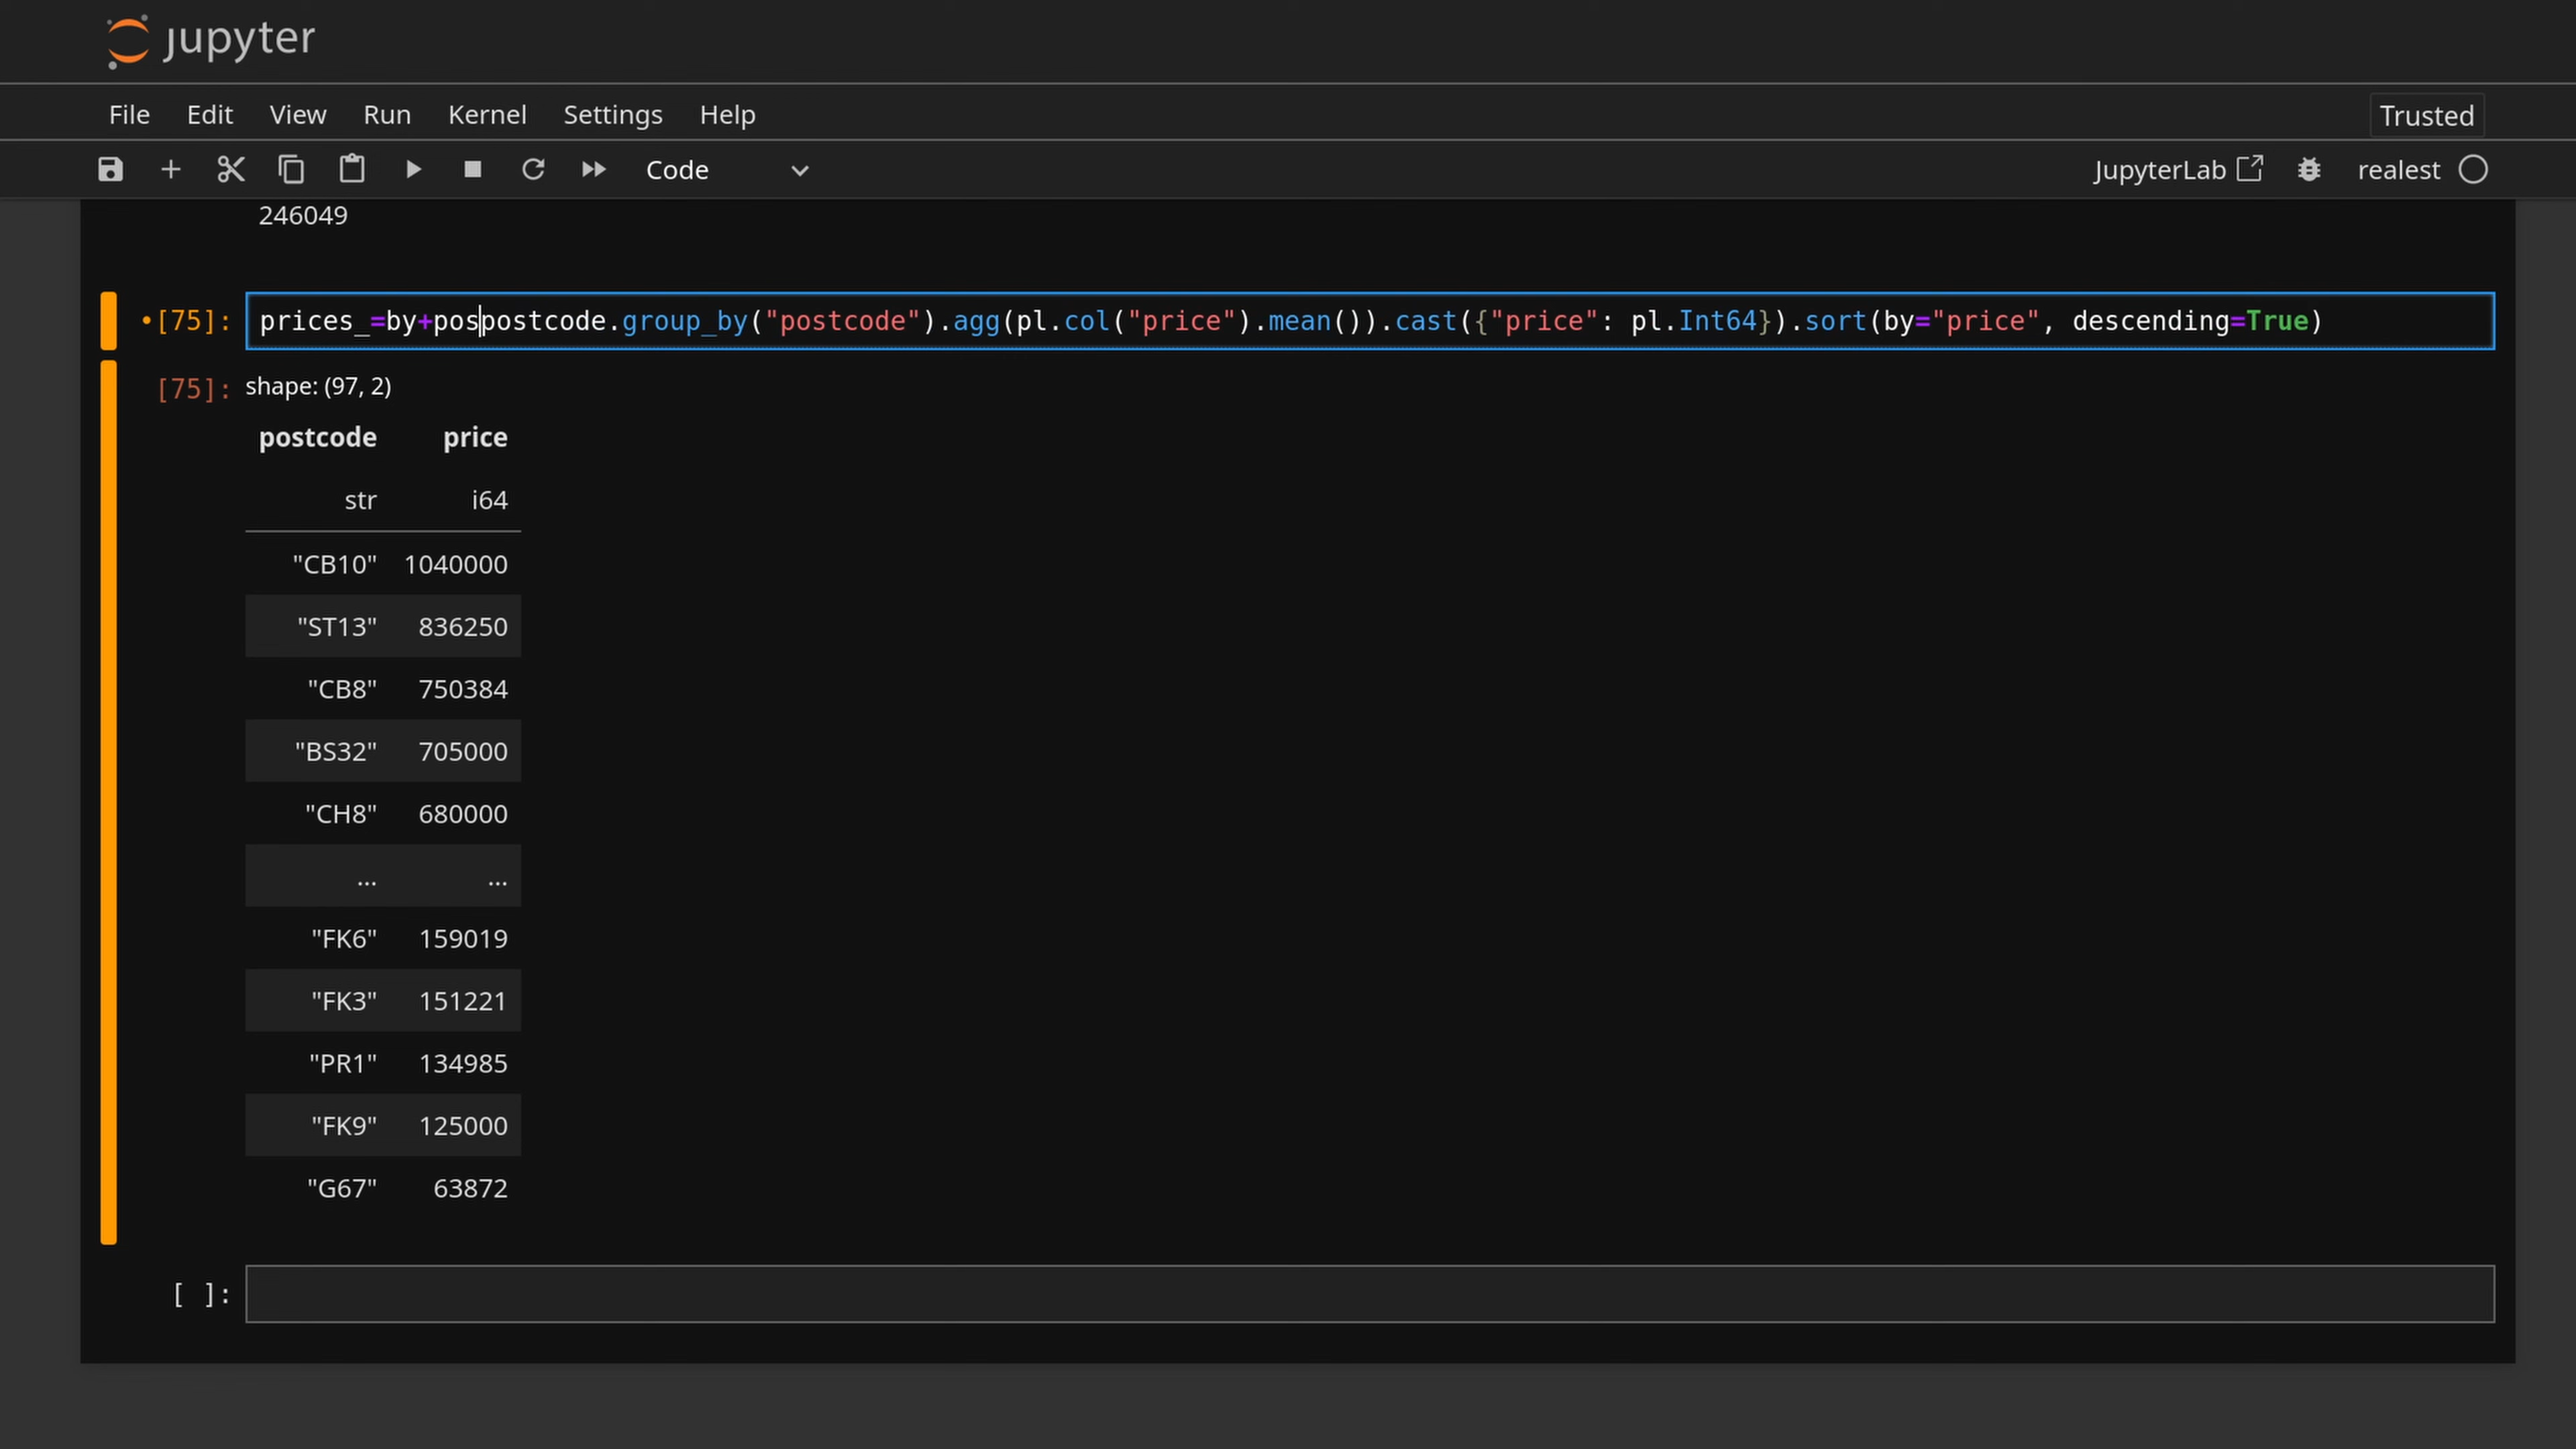 jupyter
File Edit View Run Kernel Settings Help Trusted
Code JupyterLab realest
246049
•[75]: prices_=by+pospostcode.group_by("postcode").agg(pl.col("price").mean()).cast({"price": pl.Int64}).sort(by="price", descending=True)
[75]: shape: (97, 2)
postcode price
str i64
"CB10" 1040000
"ST13" 836250
"CB8" 750384
"BS32" 705000
"CH8" 680000
... ...
"FK6" 159019
"FK3" 151221
"PR1" 134985
"FK9" 125000
"G67" 63872
[ ]: